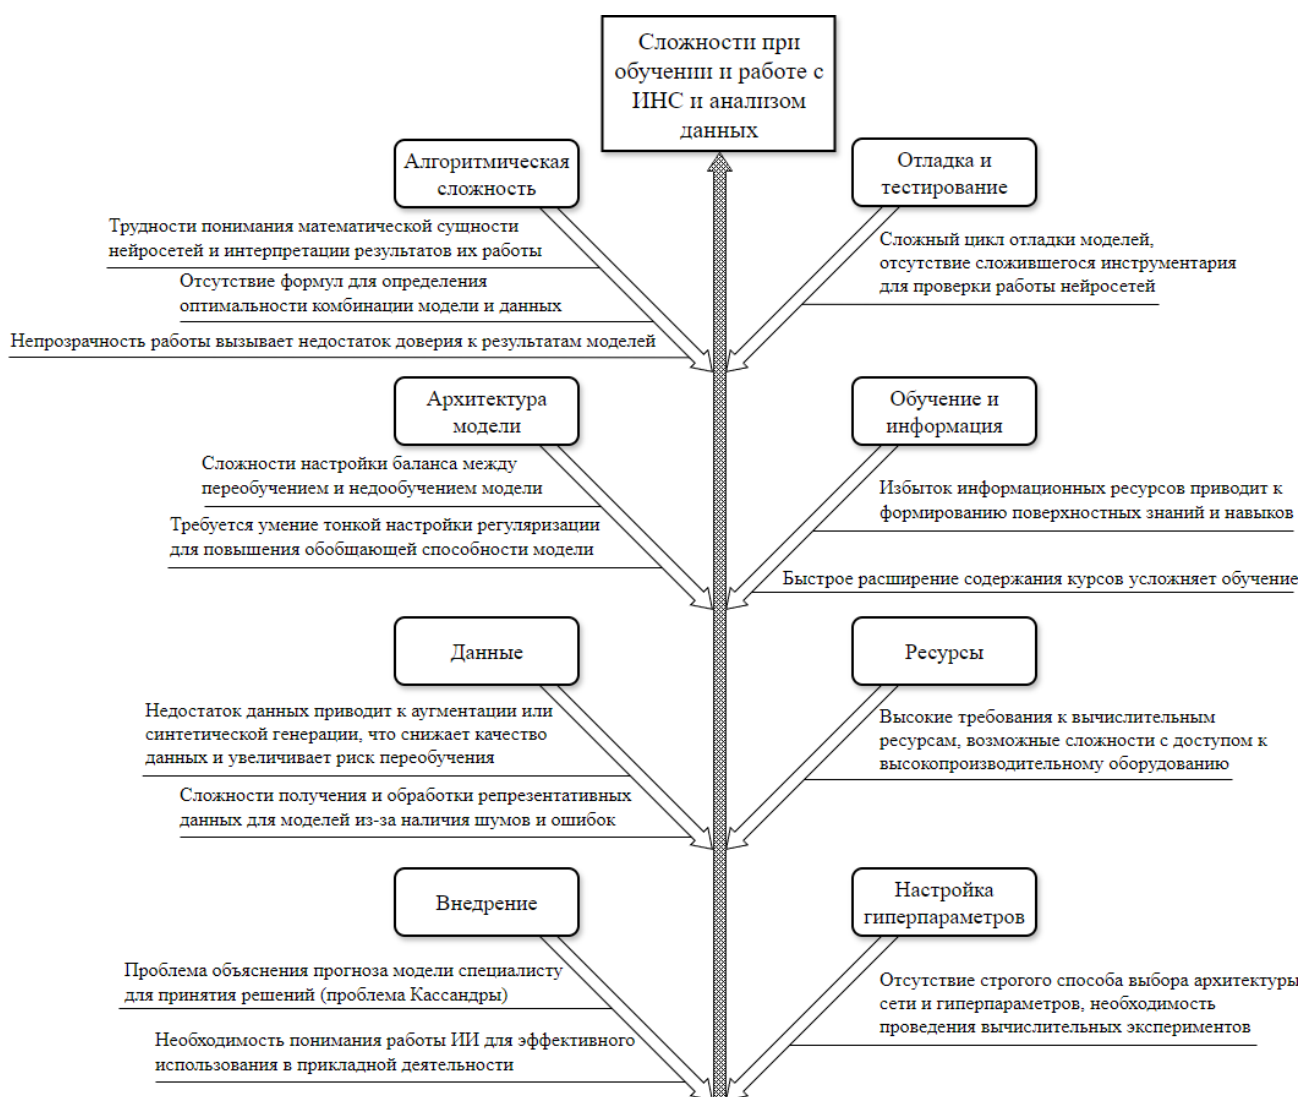 Сложности при
обучении и работе с
ИНС и анализом
данных
Алгоритмическая
сложность
Трудности понимания математической сущности
нейросетей и интерпретации результатов их работы
Отсутствие формул для определения
оптимальности комбинации модели и данных
Непрозрачность работы вызывает недостаток доверия к результатам моделей
Отладка и
тестирование
Сложный цикл отладки моделей,
отсутствие сложившегося инструментария
для проверки работы нейросетей
Архитектура
модели
Сложности настройки баланса между
переобучением и недообучением модели
Требуется умение тонкой настройки регуляризации
для повышения обобщающей способности модели
Обучение и
информация
Избыток информационных ресурсов приводит к
формированию поверхностных знаний и навыков
Быстрое расширение содержания курсов усложняет обучение
Данные
Недостаток данных приводит к аугментации или
синтетической генерации, что снижает качество
данных и увеличивает риск переобучения
Сложности получения и обработки репрезентативных
данных для моделей из-за наличия шумов и ошибок
Ресурсы
Высокие требования к вычислительным
ресурсам, возможные сложности с доступом к
высокопроизводительному оборудованию
Внедрение
Проблема объяснения прогноза модели специалисту
для принятия решений (проблема Кассандры)
Необходимость понимания работы ИИ для эффективного
использования в прикладной деятельности
Настройка
гиперпараметров
Отсутствие строгого способа выбора архитектуры
сети и гиперпараметров, необходимость
проведения вычислительных экспериментов